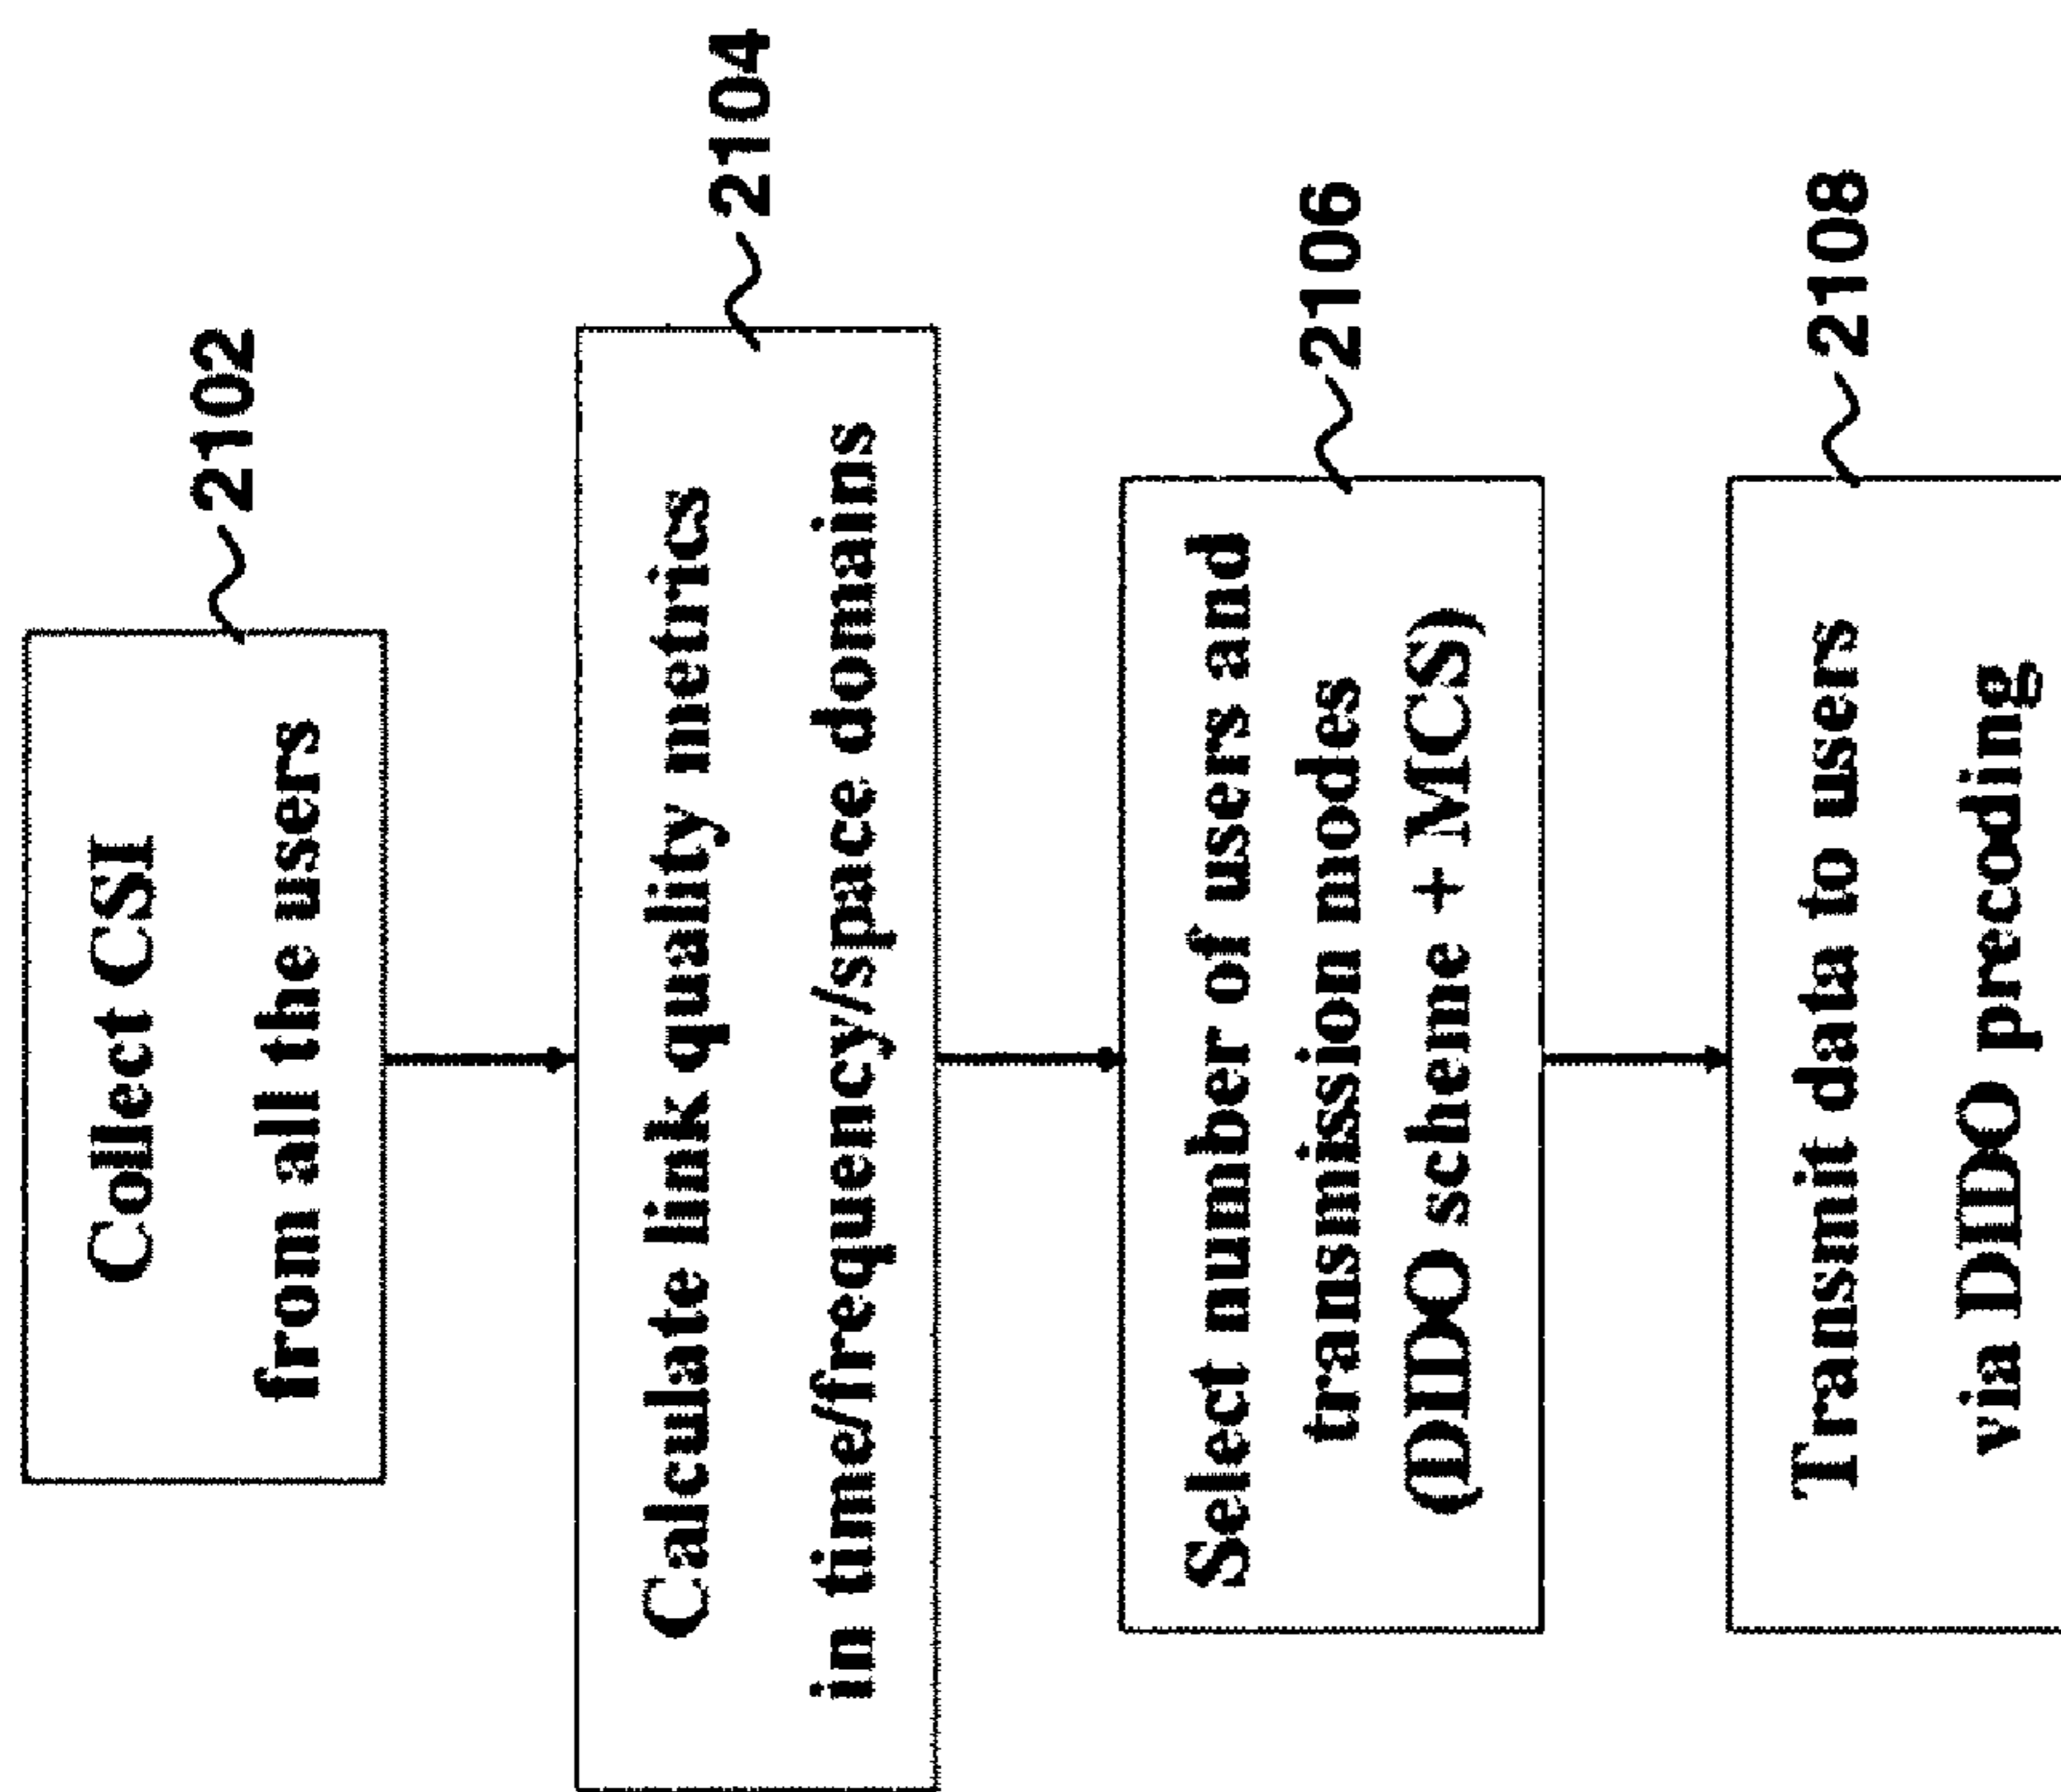 Collect CSI
from all the users
2102
Calculate link quality metrics
in time/frequency/space domains
2104
Select number of users and
transmission modes
(DIDO scheme + MCS)
2106
Transmit data to users
via DIDO precoding
2108